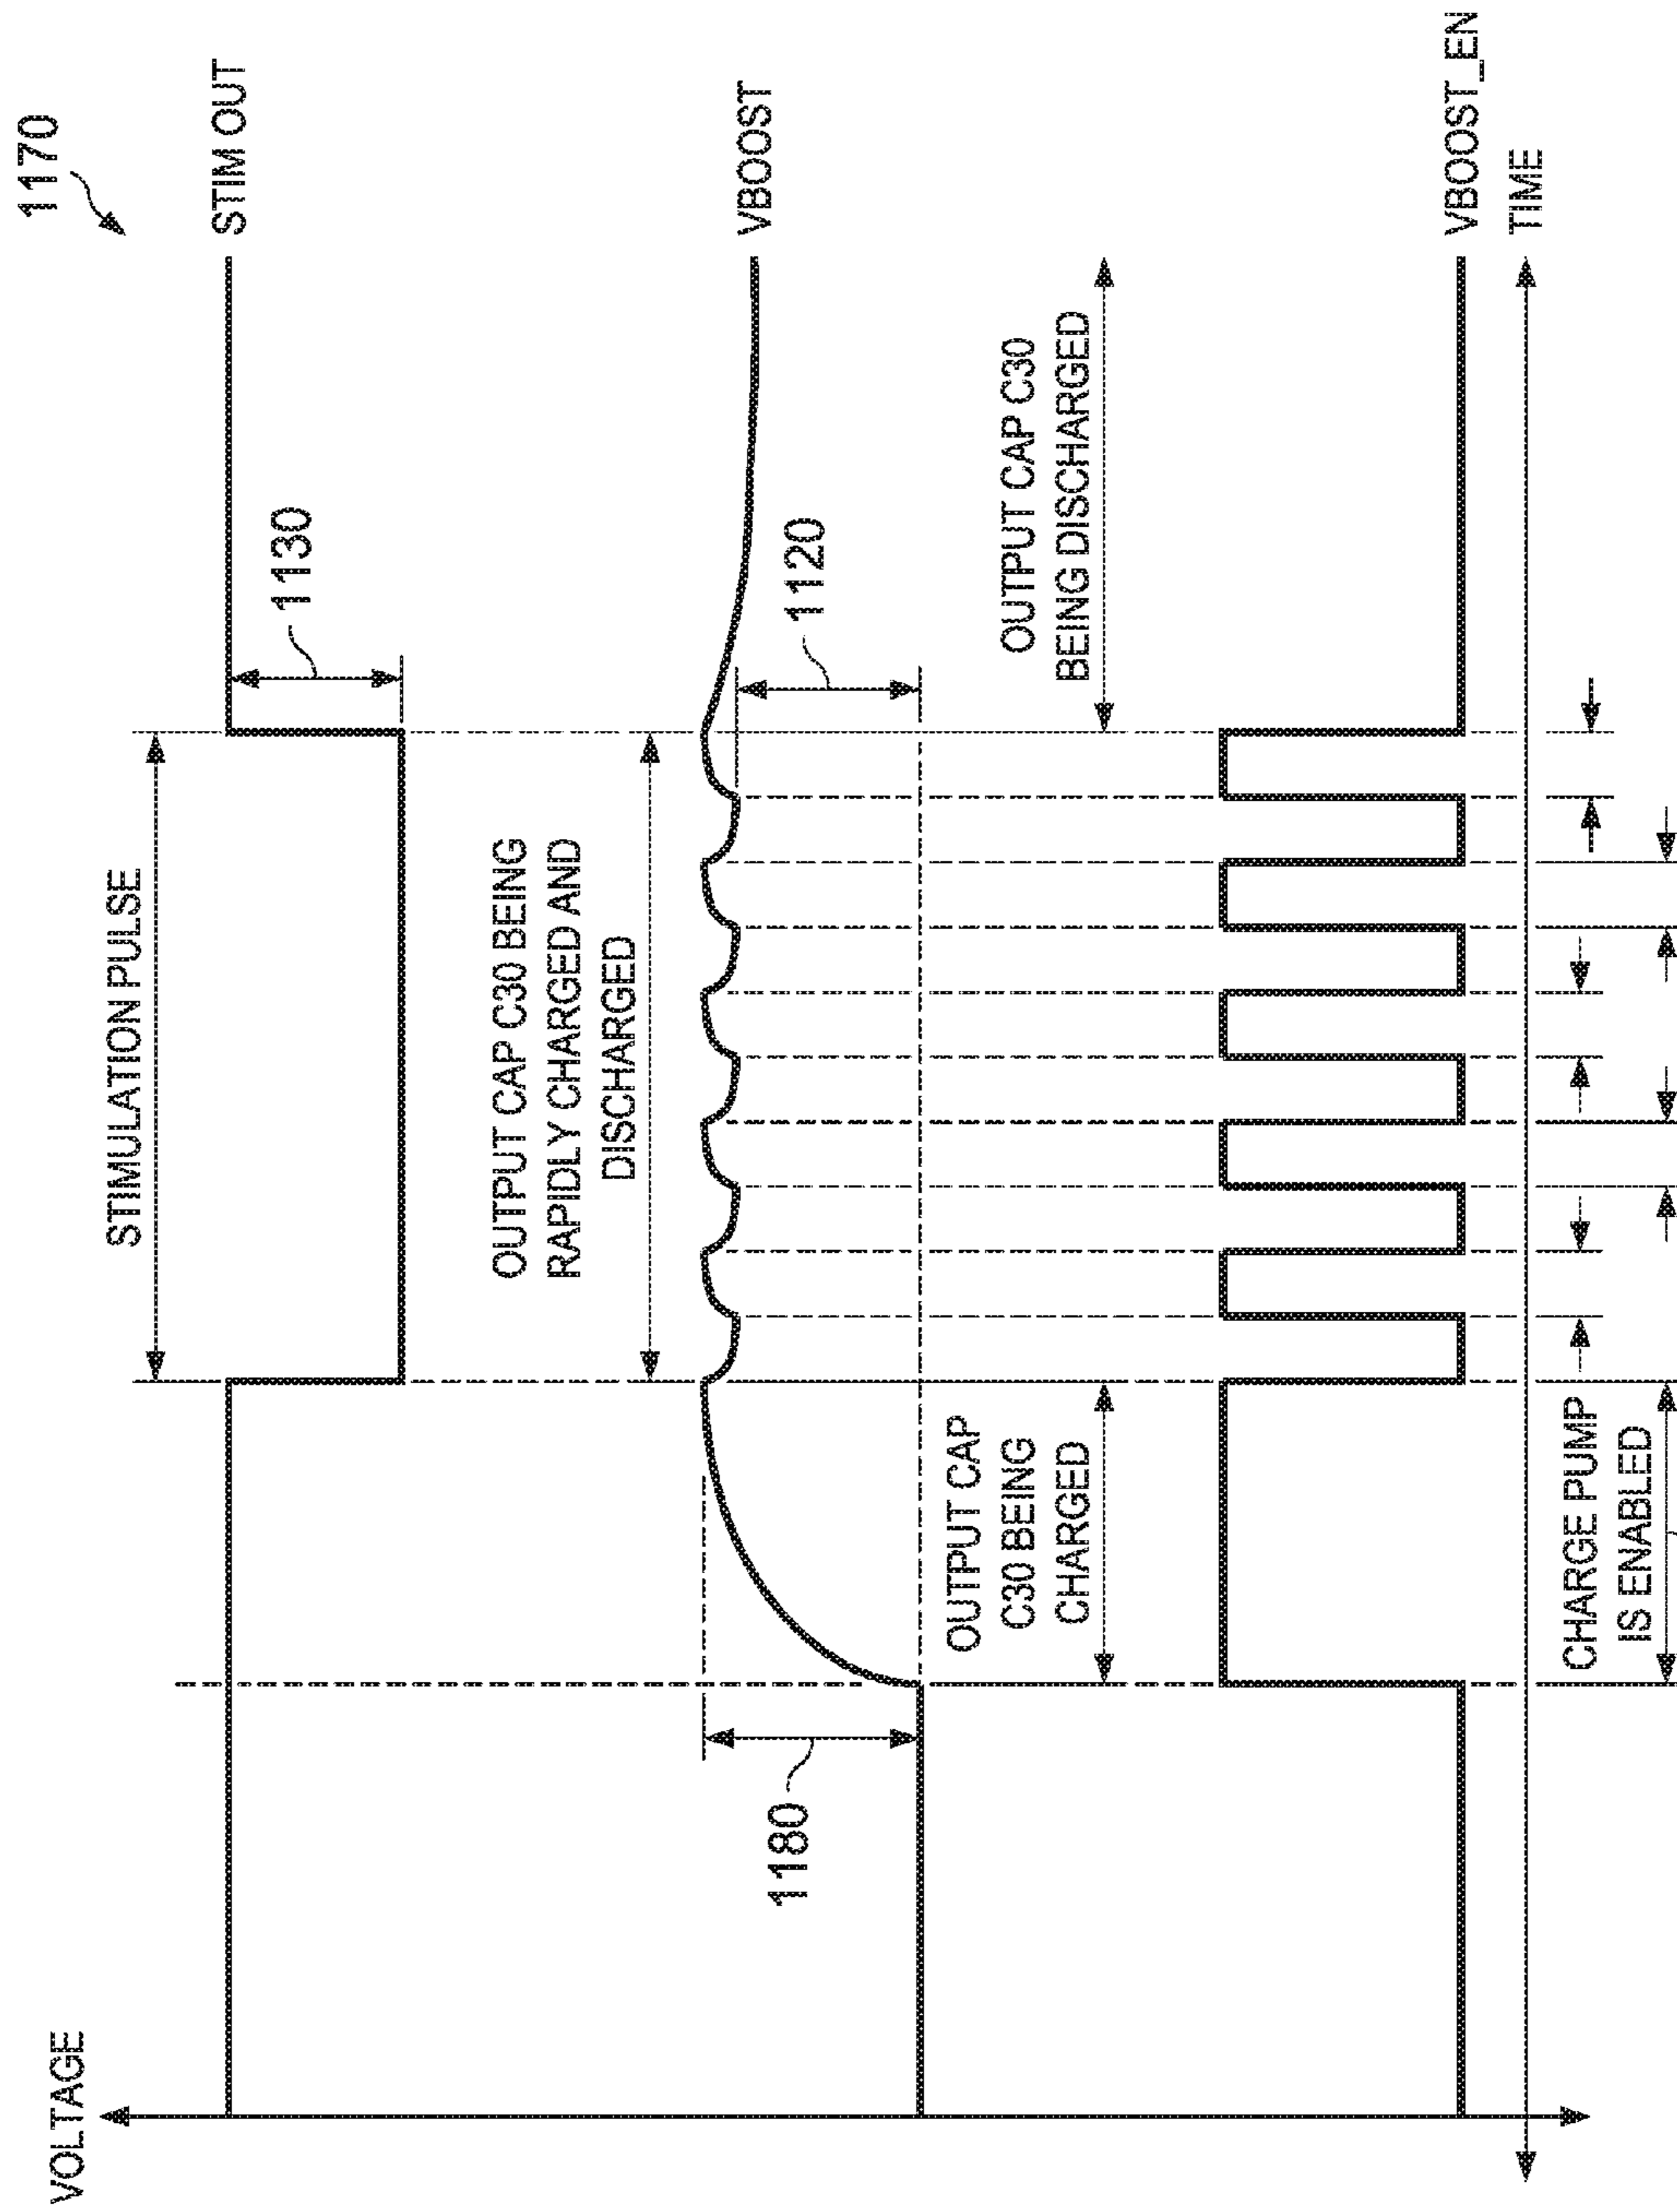 1170
VOLTAGE
STIMULATION PULSE
STIM OUT
1130
OUTPUT CAP C30 BEING
RAPIDLY CHARGED AND
DISCHARGED
VBOOST
1180
1120
OUTPUT CAP
C30 BEING
CHARGED
OUTPUT CAP C30
BEING DISCHARGED
VBOOST_EN
TIME
CHARGE PUMP
IS ENABLED